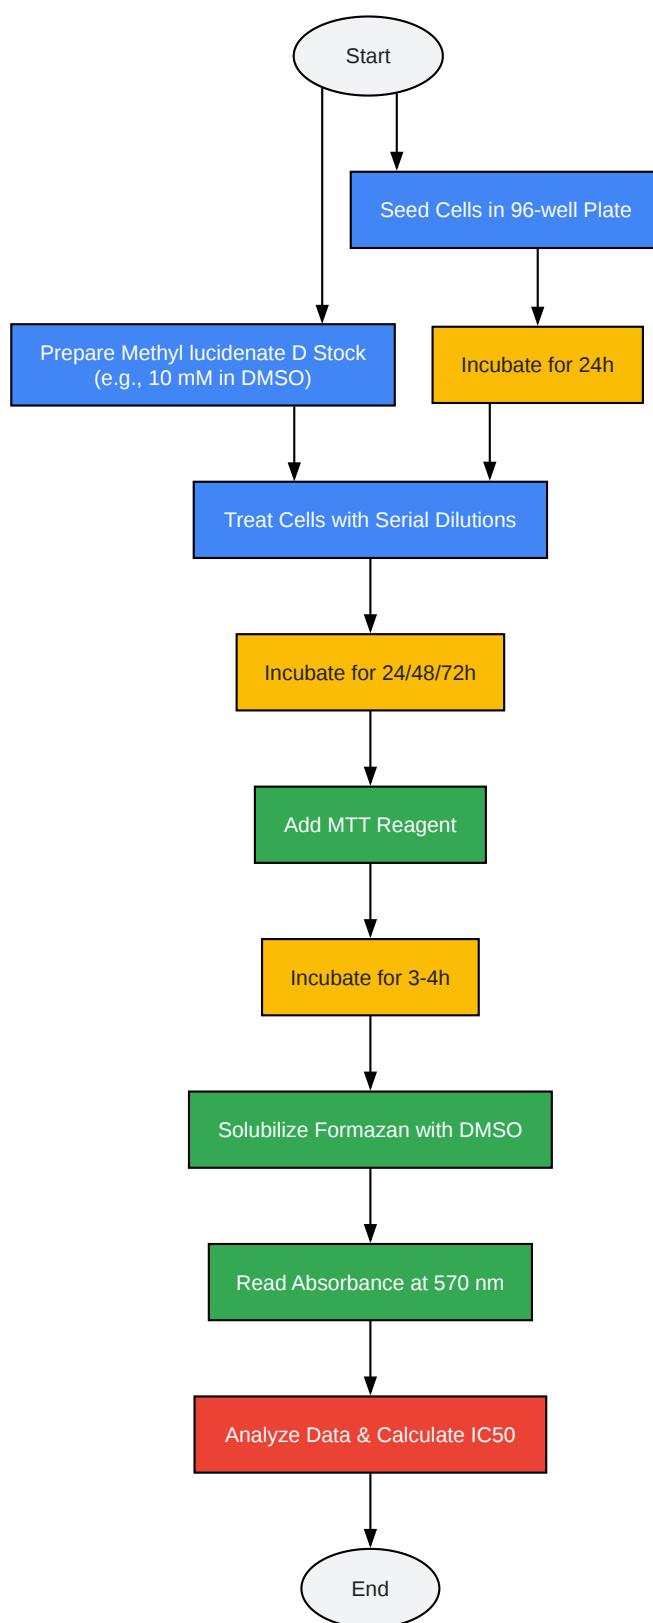 Start
Seed Cells in 96-well Plate
Prepare Methyl lucidenate D Stock
(e.g., 10 mM in DMSO)
Incubate for 24h
Treat Cells with Serial Dilutions
Incubate for 24/48/72h
Add MTT Reagent
Incubate for 3-4h
Solubilize Formazan with DMSO
Read Absorbance at 570 nm
Analyze Data & Calculate IC50
End